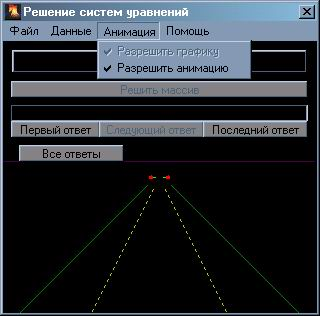 Решение систем уравнений
Файл Данные Анимация Помощь
Разрешить графику
Разрешить анимацию
Решить массив
Первый ответ Следующий ответ Последний ответ
Все ответы